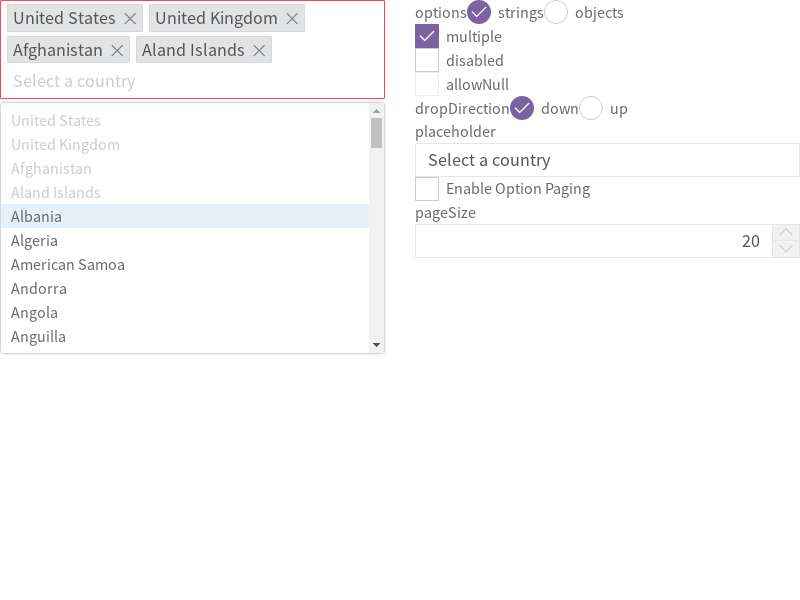 United States United Kingdom
Afghanistan Aland Islands
Select a country
United States
United Kingdom
Afghanistan
Aland Islands
Albania
Algeria
American Samoa
Andorra
Angola
Anguilla
options strings objects
multiple
disabled
allowNull
dropDirection down up
placeholder
Select a country
Enable Option Paging
pageSize
20